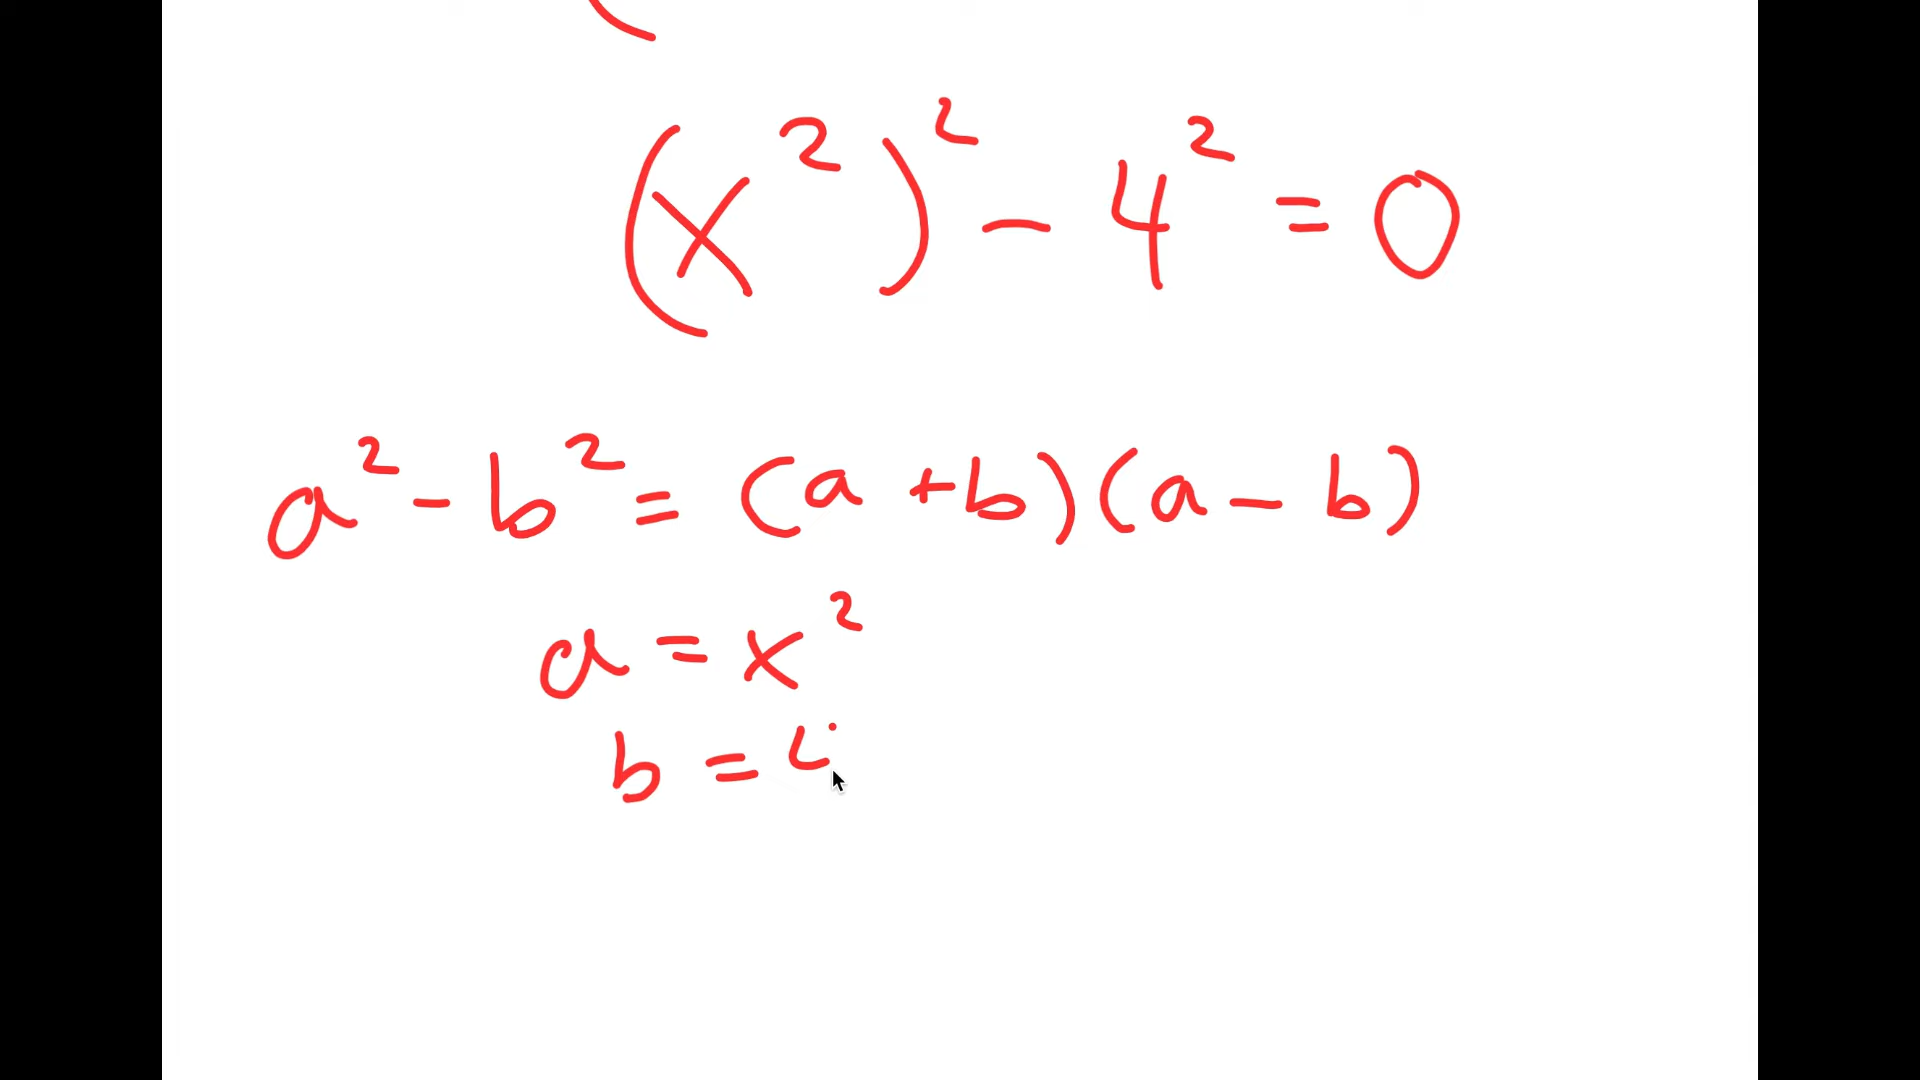 (x²)² - 4² = 0
a² - b² = (a + b)(a - b)
a = x²
b =